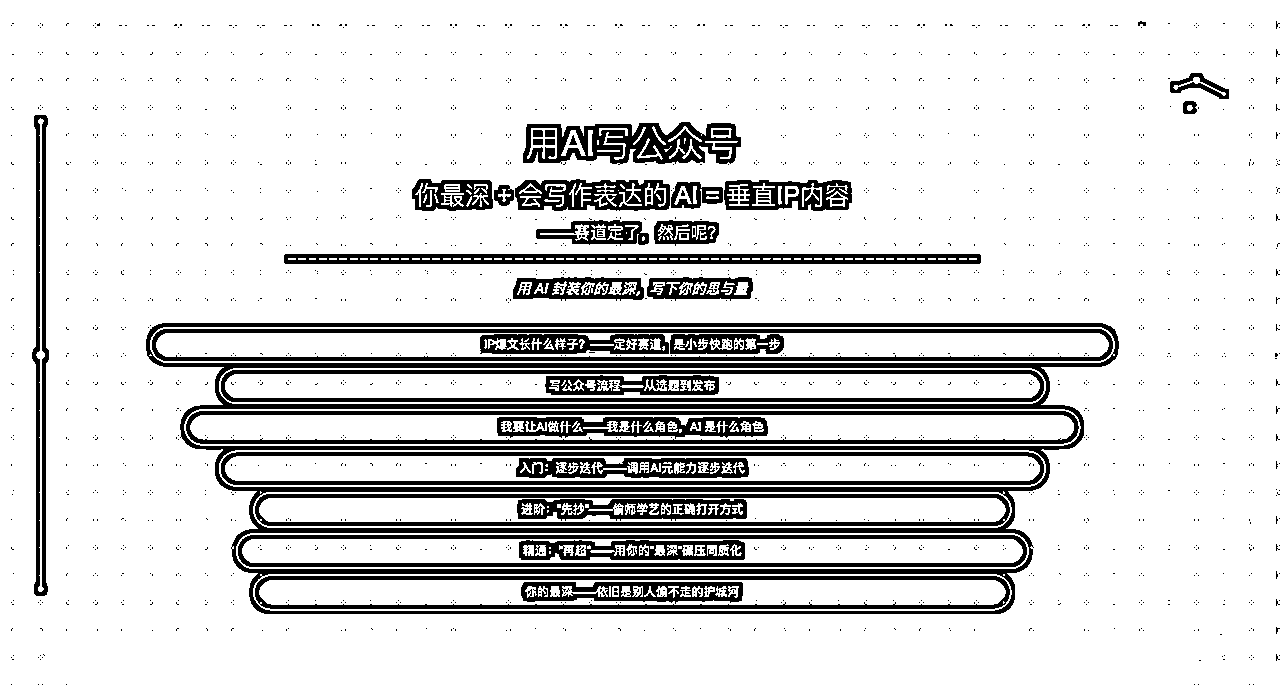 用AI写公众号
你最深 + 会写作表达的 AI = 垂直IP内容
——赛道定了，然后呢？
用 AI 封装你的最深，写下你的思与量
IP爆文长什么样子？——定好赛道，是小步快跑的第一步
写公众号流程——从选题到发布
我要让AI做什么——我是什么角色，AI 是什么角色
入门：逐步迭代——调用AI元能力逐步迭代
进阶："先抄"——偷师学艺的正确打开方式
精通："再超"——用你的"最深"碾压同质化
你的最深——依旧是别人偷不走的护城河